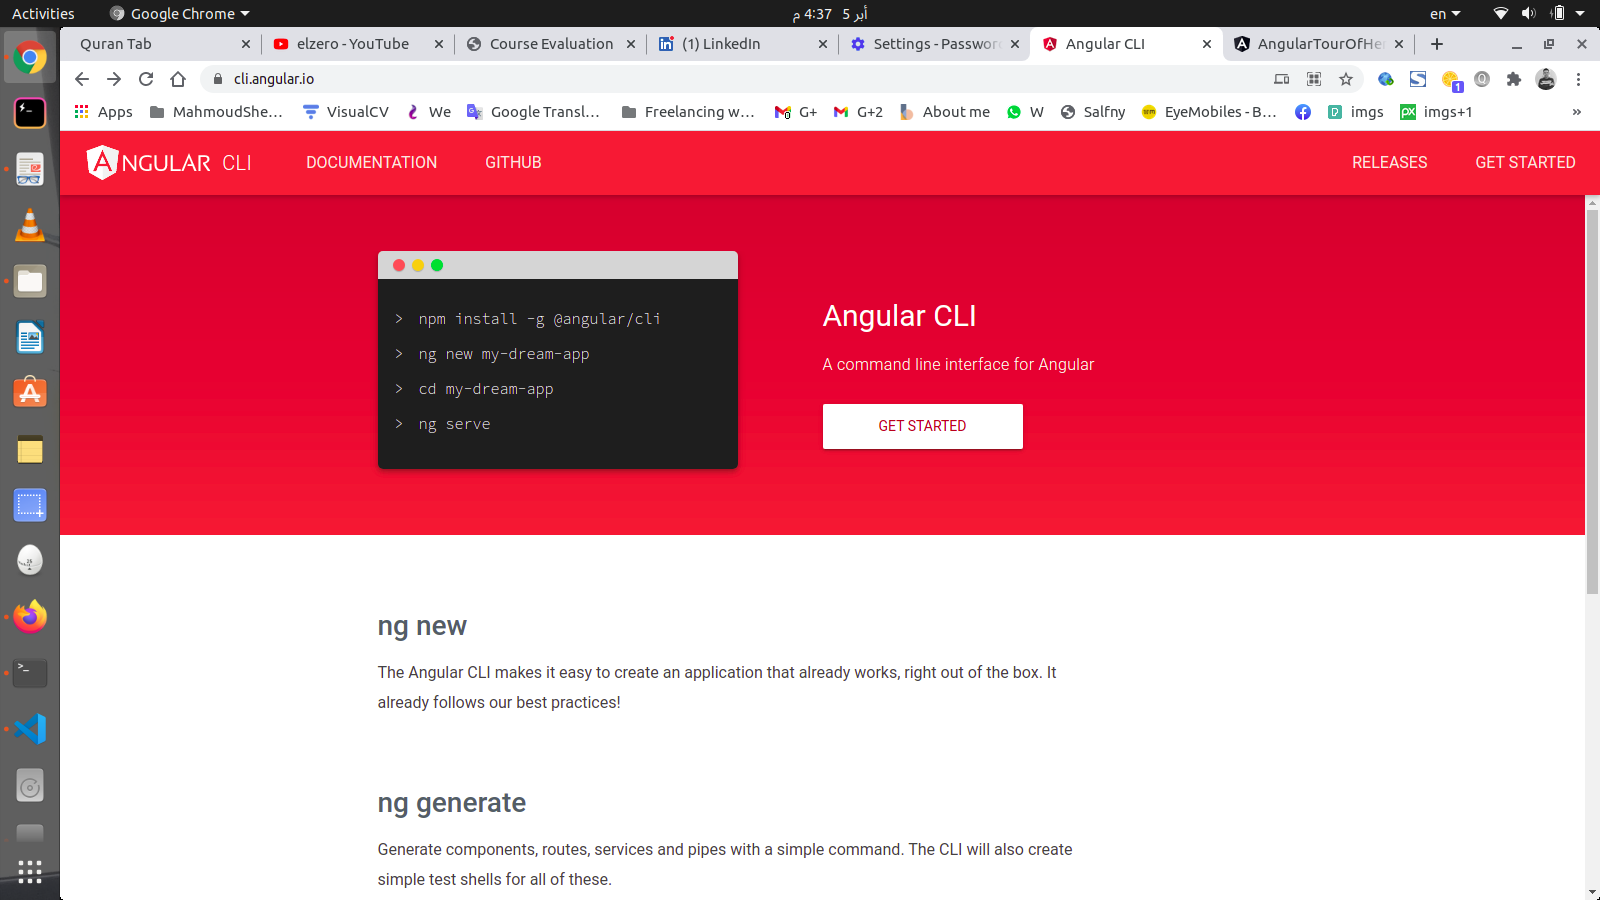 Activities
Google Chrome
أبر 5 4:37 م
en
Quran Tab
elzero - YouTube
Course Evaluation
(1) LinkedIn
Settings - Passwor
Angular CLI
AngularTourOfHe
cli.angular.io
1
Apps
MahmoudShe...
VisualCV
We
Google Transl...
Freelancing w...
G+
G+2
About me
W
Salfny
EyeMobiles - B...
imgs
imgs+1
»
ANGULAR CLI
DOCUMENTATION
GITHUB
RELEASES
GET STARTED
> npm install -g @angular/cli
> ng new my-dream-app
> cd my-dream-app
> ng serve
Angular CLI
A command line interface for Angular
GET STARTED
ng new
The Angular CLI makes it easy to create an application that already works, right out of the box. It
already follows our best practices!
ng generate
Generate components, routes, services and pipes with a simple command. The CLI will also create
simple test shells for all of these.